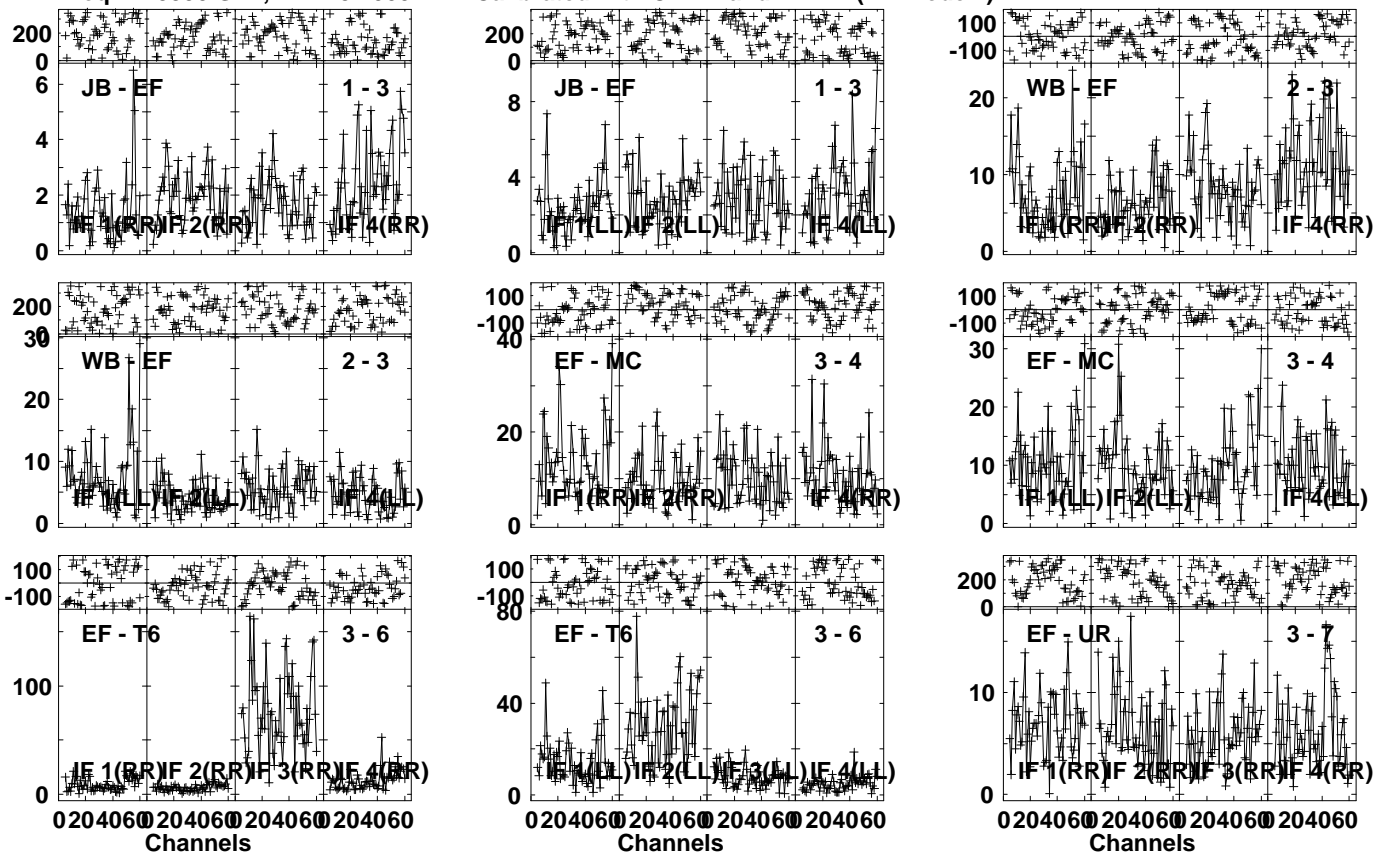 200 200 100
0 0 -100
JB - EF 1 - 3 JB - EF 1 - 3 WB - EF 2 - 3
6 8 20
4 4 10
2
IF 1(RR) IF 2(RR) IF 4(RR) IF 1(LL) IF 2(LL) IF 4(LL) IF 1(RR) IF 2(RR) IF 4(RR)
0 0 0
200 100 100
0 -100 -100
30 40 30
WB - EF 2 - 3 EF - MC 3 - 4 EF - MC 3 - 4
20 20 20
10 10
IF 1(LL) IF 2(LL) IF 4(LL) IF 1(RR) IF 2(RR) IF 4(RR) IF 1(LL) IF 2(LL) IF 4(LL)
0 0 0
100 100 200
-100 -100 0
80
EF - T6 3 - 6 EF - T6 3 - 6 EF - UR 3 - 7
100 40 10
IF 1(RR) IF 2(RR) IF 3(RR) IF 4(RR) IF 1(LL) IF 2(LL) IF 3(LL) IF 4(LL) IF 1(RR) IF 2(RR) IF 3(RR) IF 4(RR)
0 0 0
0 20 40 60 0 20 40 60 0 20 40 60 0 20 40 60 0 20 40 60 0 20 40 60 0 20 40 60 0 20 40 60 0 20 40 60 0 20 40 60 0 20 40 60 0 20 40 60
Channels Channels Channels